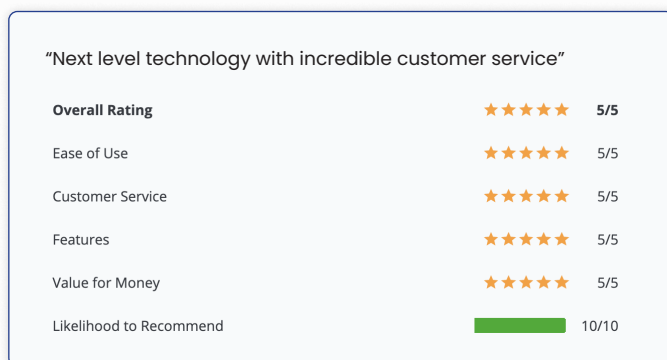 “Next level technology with incredible customer service”
Overall Rating 5/5
Ease of Use 5/5
Customer Service 5/5
Features 5/5
Value for Money 5/5
Likelihood to Recommend 10/10